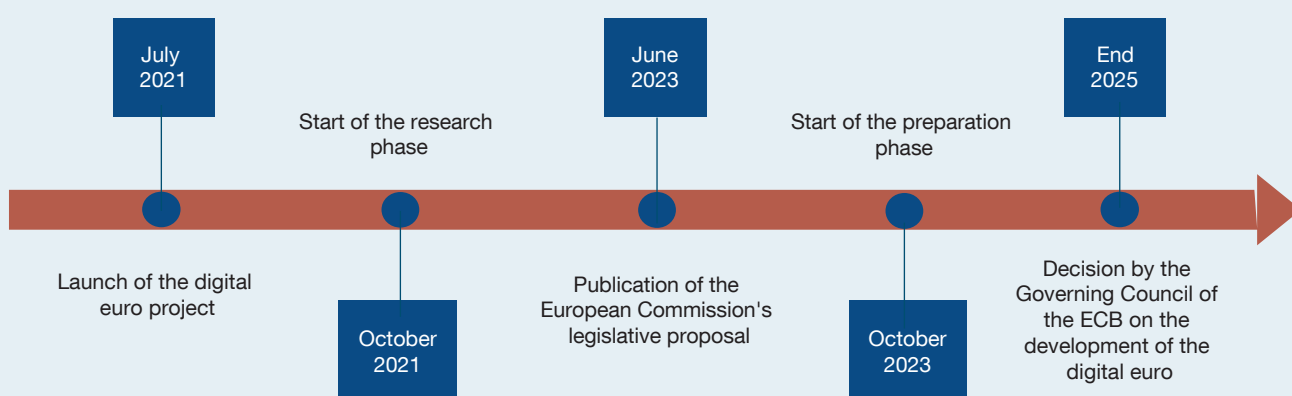 July
2021
Launch of the digital
euro project
Start of the research
phase
October
2021
June
2023
Publication of the
European Commission's
legislative proposal
Start of the preparation
phase
October
2023
End
2025
Decision by the
Governing Council of
the ECB on the
development of the
digital euro